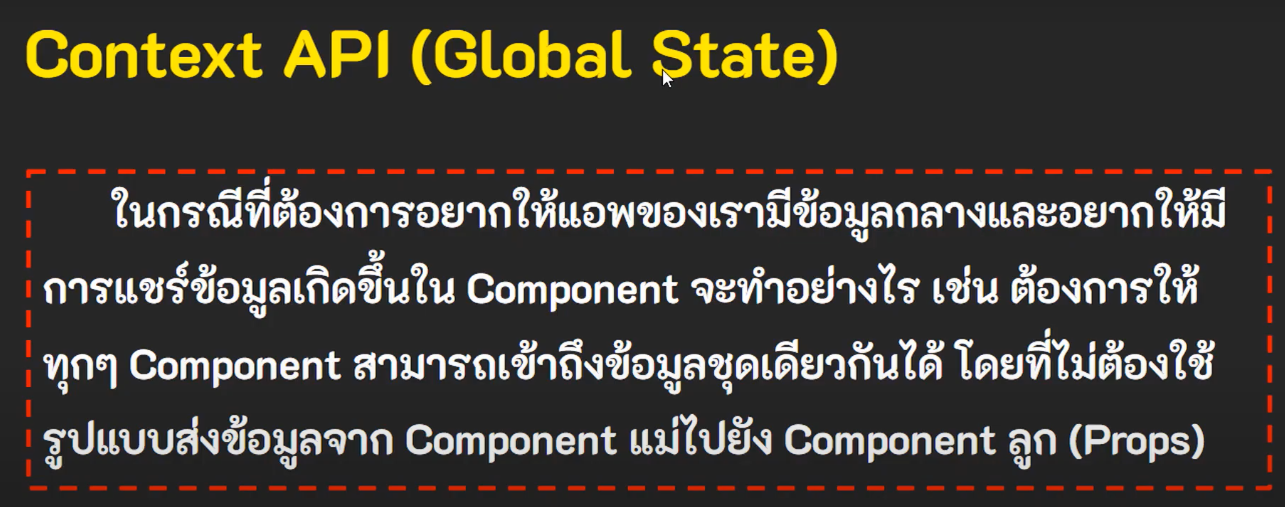 Context API (Global State)
ในกรณีที่ต้องการอยากให้แอพของเรามีข้อมูลกลางและอยากให้มี
การแชร์ข้อมูลเกิดขึ้นใน Component จะทำอย่างไร เช่น ต้องการให้
ทุกๆ Component สามารถเข้าถึงข้อมูลชุดเดียวกันได้ โดยที่ไม่ต้องใช้
รูปแบบส่งข้อมูลจาก Component แม่ไปยัง Component ลูก (Props)